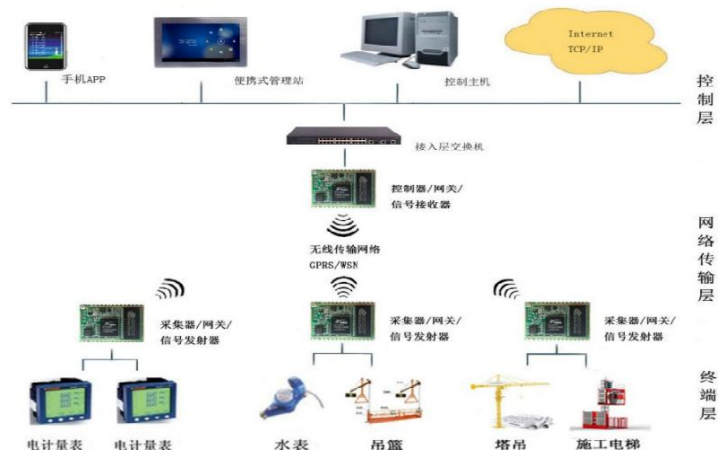 Internet
TCP/IP
手机APP
便携式管理站
控制主机
控制层
接入层交换机
控制器/网关/
信号接收器
无线传输网络
GPRS/WSN
网络传输层
采集器/网关/
信号发射器
采集器/网关/
信号发射器
采集器/网关/
信号发射器
终端层
电计量表
电计量表
水表
吊篮
塔吊
施工电梯